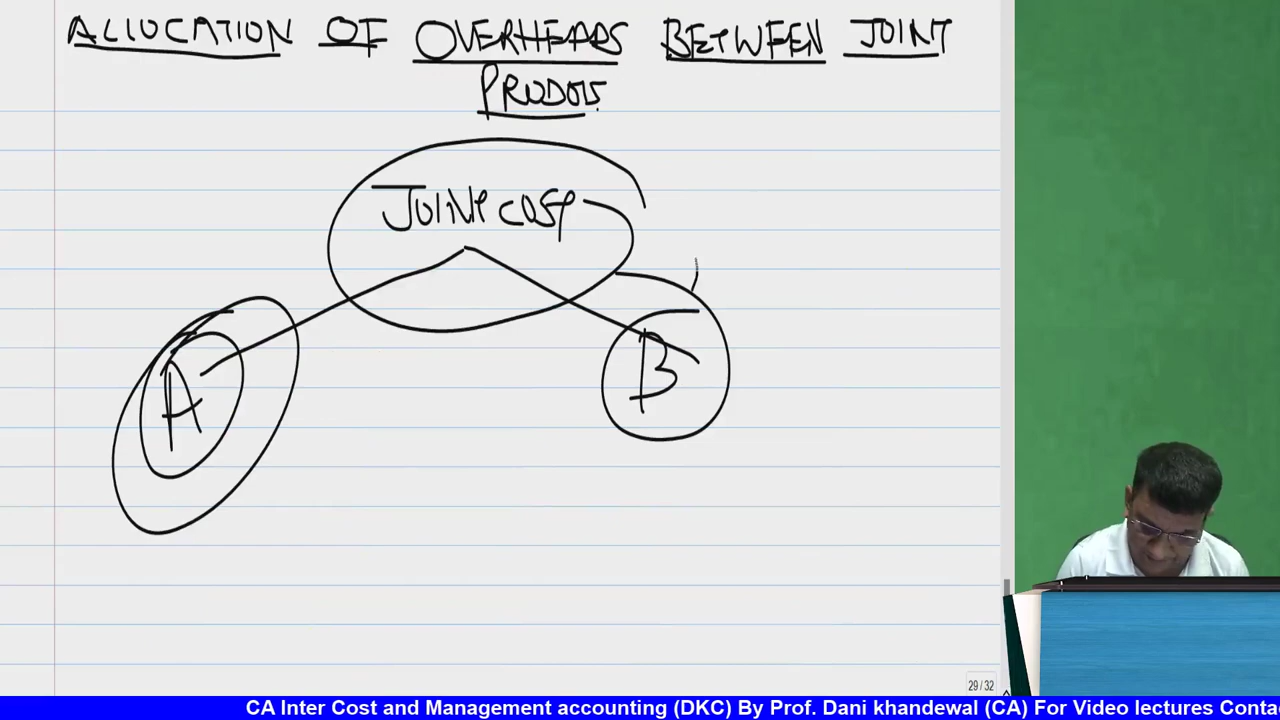 ALLOCATION OF OVERHEADS BETWEEN JOINT
PRODUCTS.
JOINT COST
A
B
29 / 32
CA Inter Cost and Management accounting (DKC) By Prof. Dani khandewal (CA) For Video lectures Conta